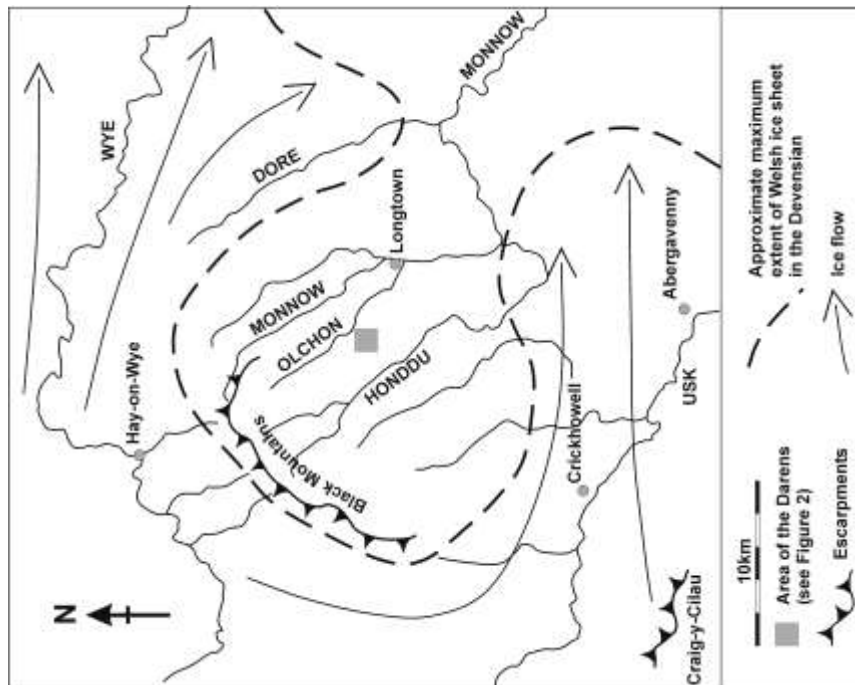 N
WYE
Hay-on-Wye
DORE
MONNOW
MONNOW
Longtown
OLCHON
Black Mountains
HONDDU
Crickhowell
Abergavenny
USK
Craig-y-Cilau
10km
Area of the Darens
(see Figure 2)
Escarpments
Approximate maximum
extent of Welsh ice sheet
in the Devensian
Ice flow